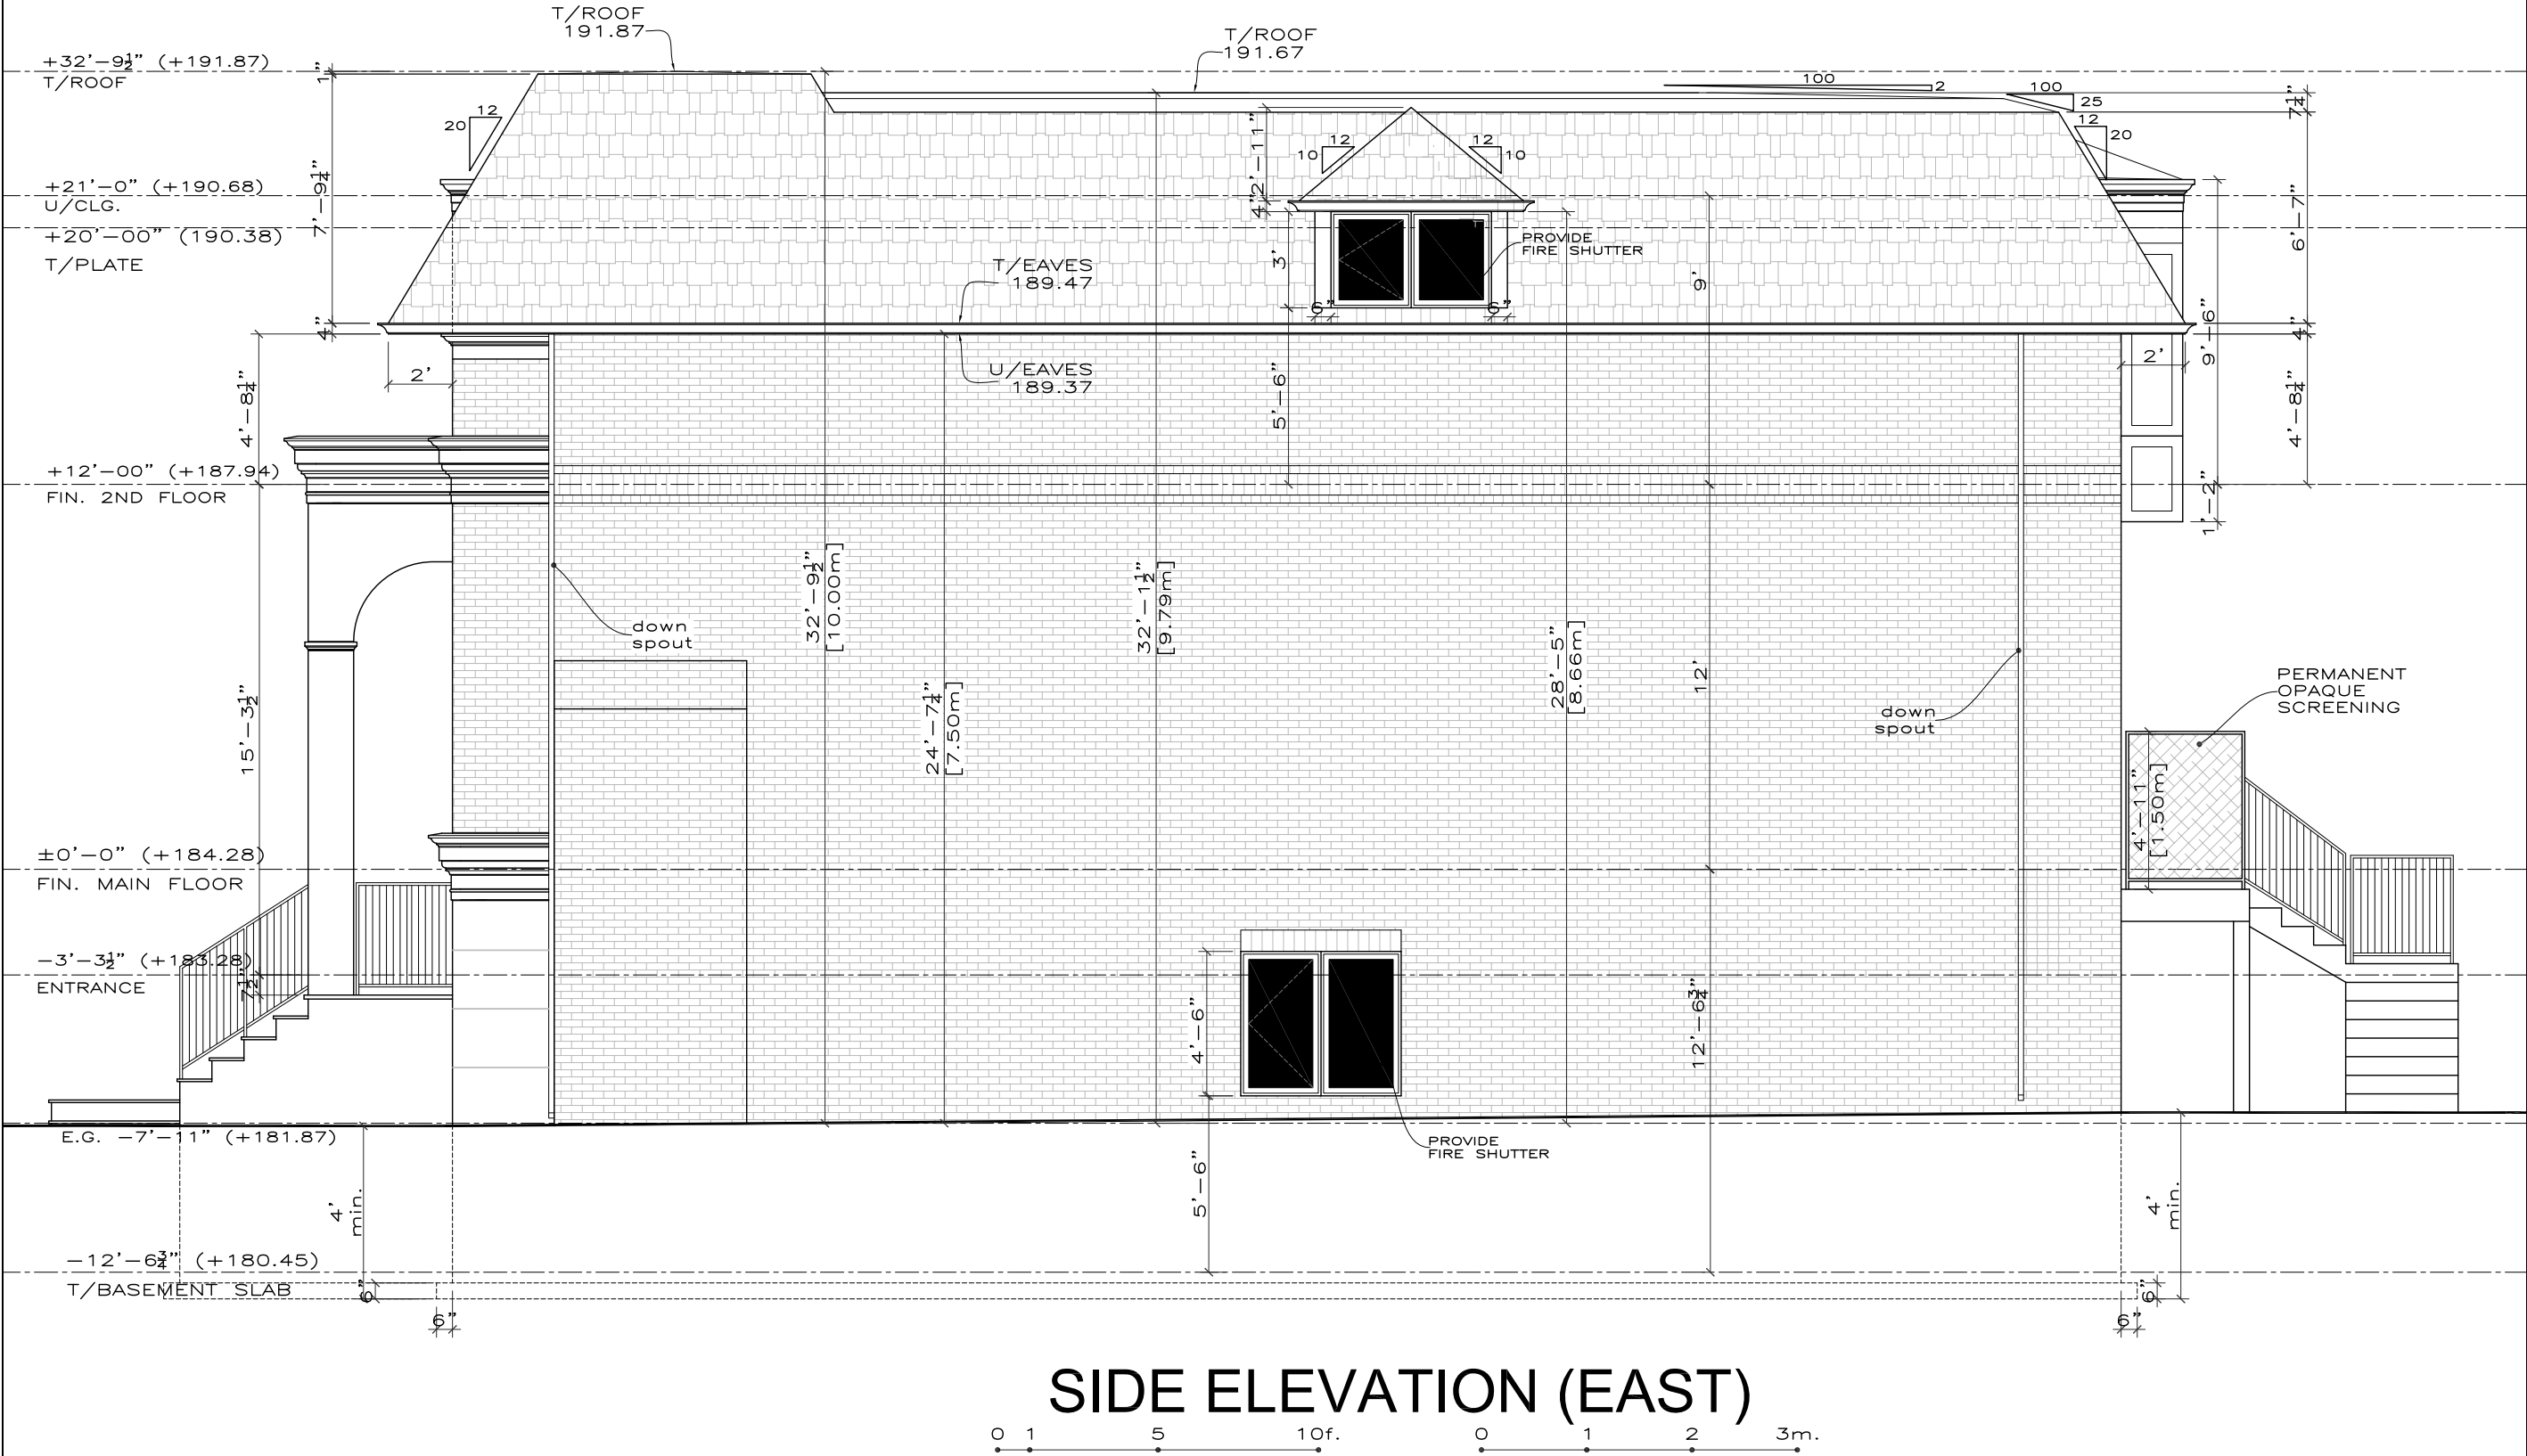 T/ROOF
191.87
T/ROOF
191.67
+32'-9½" (+191.87)
T/ROOF
1"
100
2
100
25
7¼"
12
20
12
20
2'-11"
12
10
12
10
+21'-0" (+190.68)
U/CLG.
7'-9¼"
4"
+20'-00" (190.38)
T/PLATE
PROVIDE
FIRE SHUTTER
6'-7"
T/EAVES
189.47
3'
9'
6"
6"
4"
4"
9'-6"
2'
2'
U/EAVES
189.37
4'-8¼"
5'-6"
4'-8¼"
+12'-00" (+187.94)
FIN. 2ND FLOOR
1'-2"
32'-9½"
[10.00m]
32'-1½"
[9.79m]
down
spout
28'-5"
[8.66m]
12'
15'-3½"
24'-7¼"
[7.50m]
down
spout
PERMANENT
OPAQUE
SCREENING
4'-11"
[1.50m]
±0'-0" (+184.28)
FIN. MAIN FLOOR
-3'-3½" (+183.28)
ENTRANCE
7½"
4'-6"
12'-6¾"
E.G. -7'-11" (+181.87)
PROVIDE
FIRE SHUTTER
5'-6"
4'
min.
4'
min.
-12'-6¾" (+180.45)
T/BASEMENT SLAB
6"
6"
6"
6"
SIDE ELEVATION (EAST)
0 1 5 10f. 0 1 2 3m.